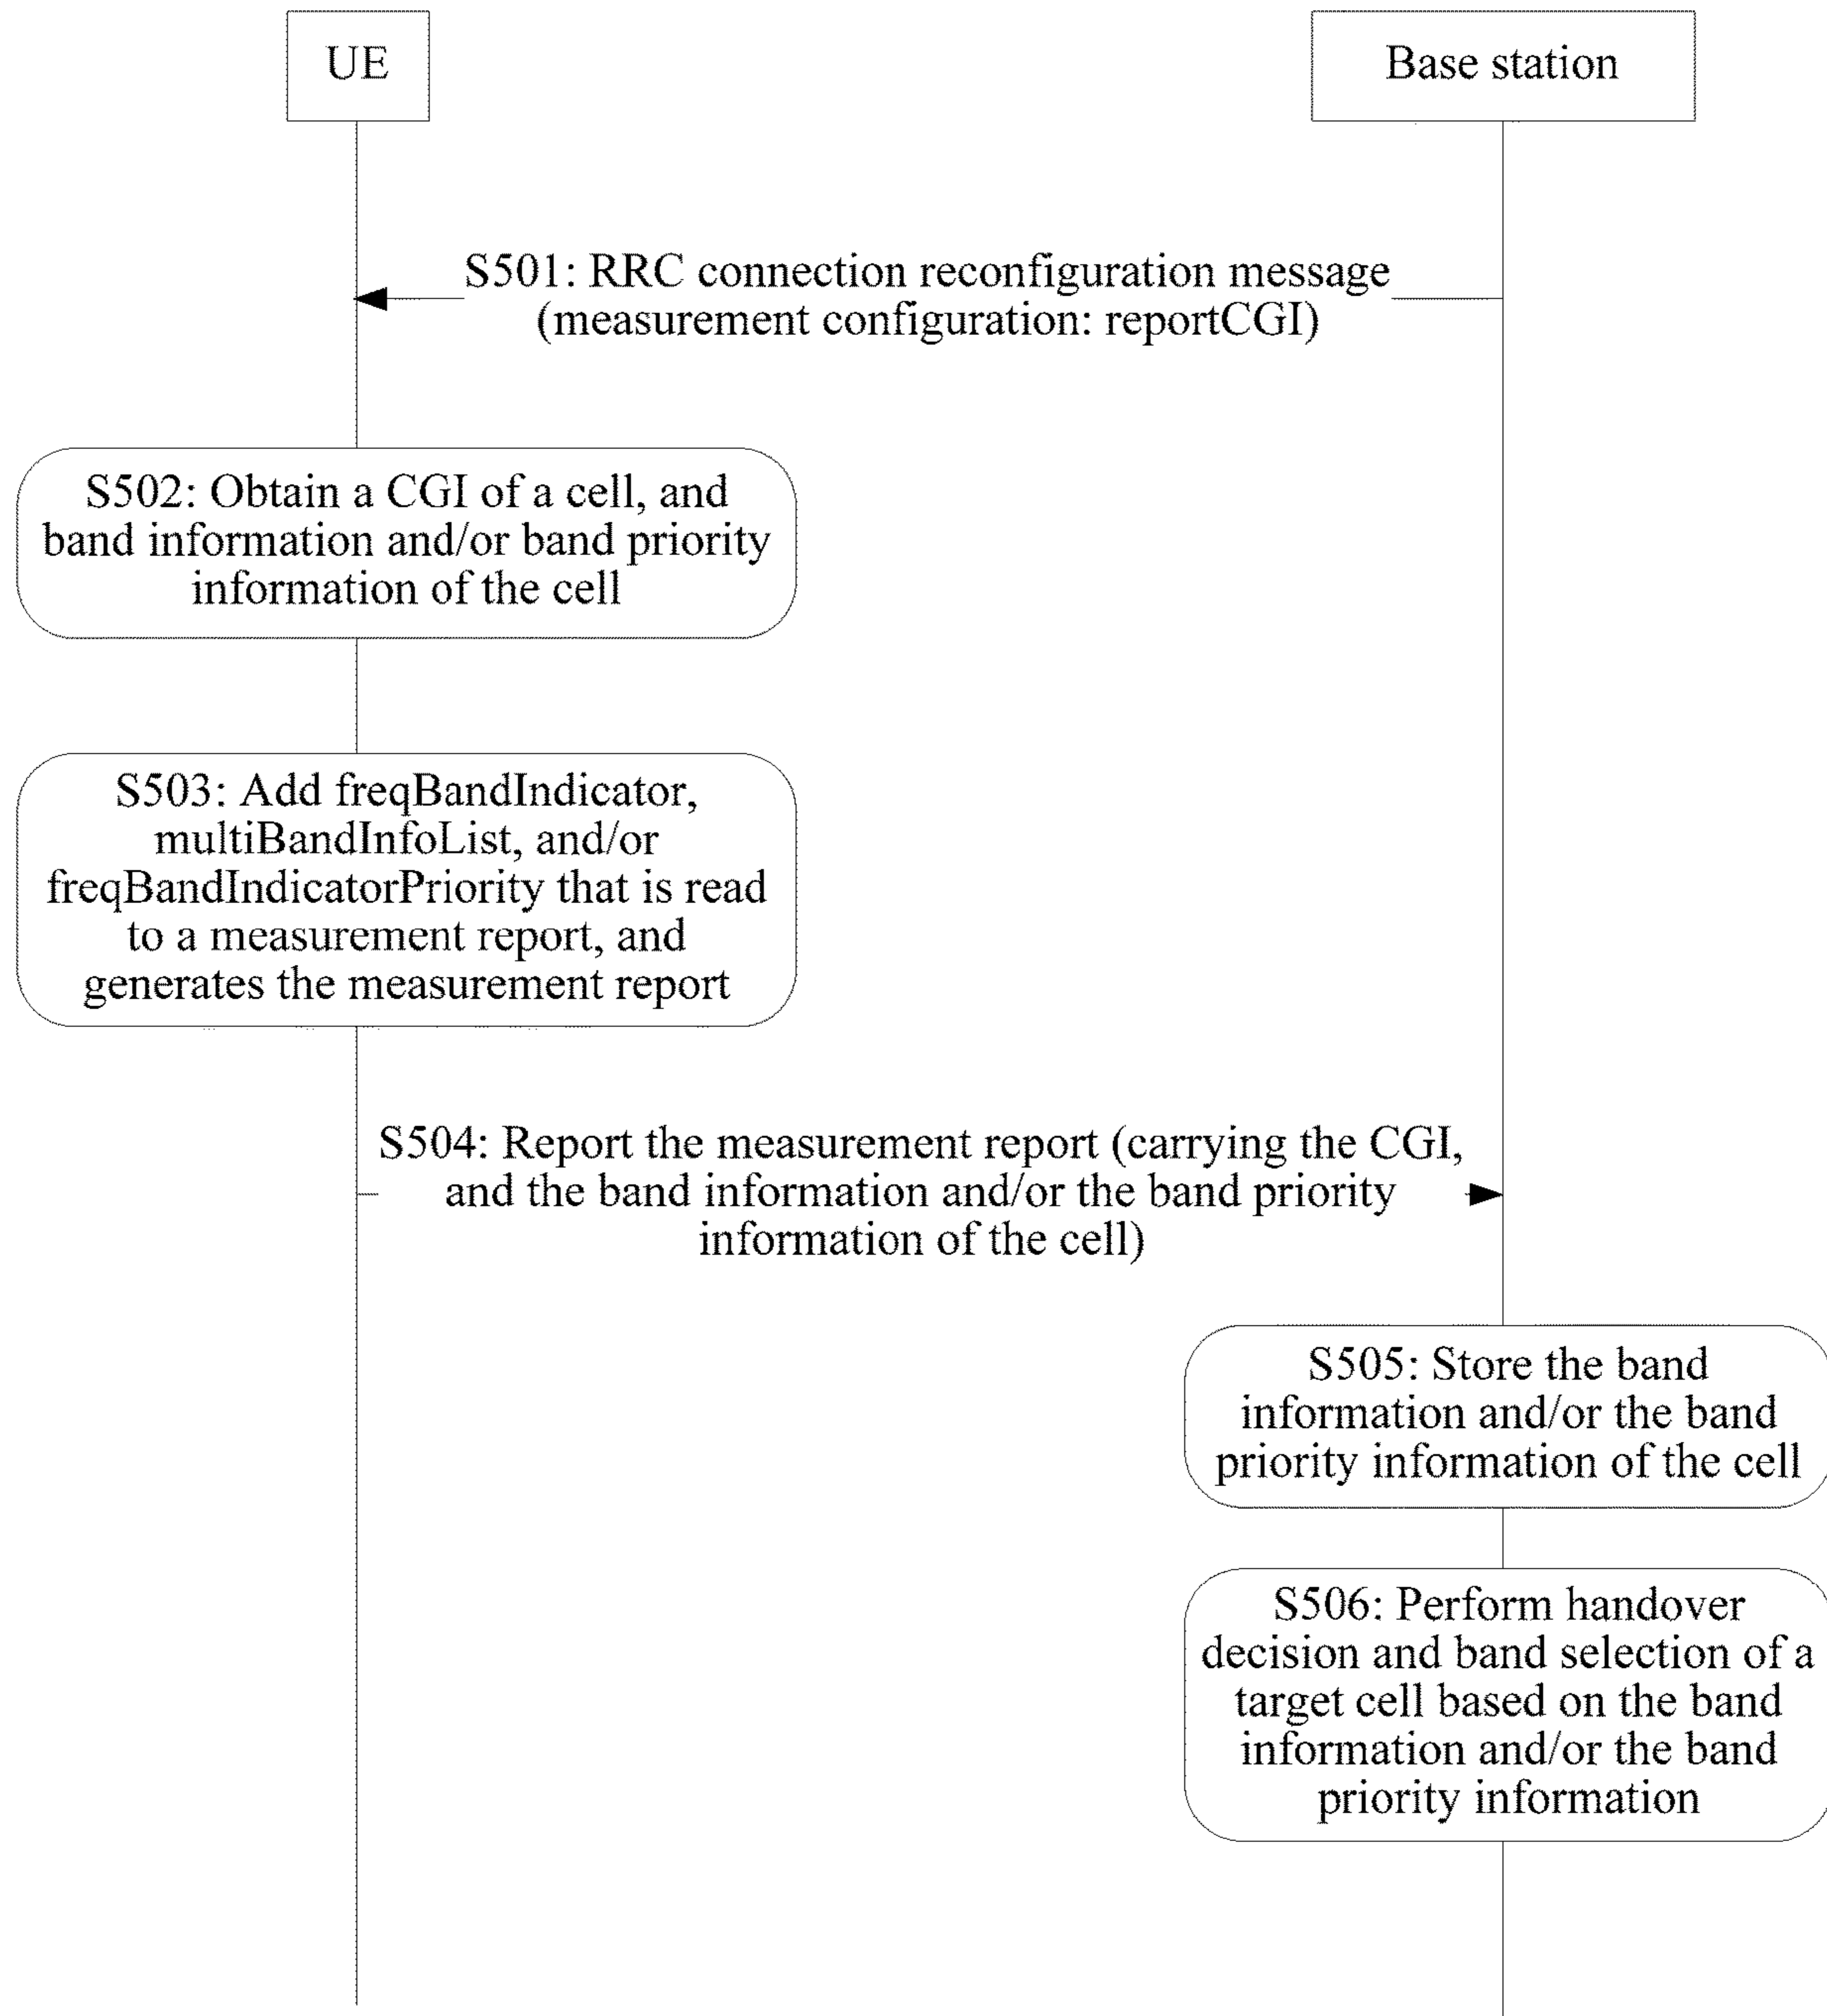 UE
Base station
S501: RRC connection reconfiguration message
(measurement configuration: reportCGI)
S502: Obtain a CGI of a cell, and
band information and/or band priority
information of the cell
S503: Add freqBandIndicator,
multiBandInfoList, and/or
freqBandIndicatorPriority that is read
to a measurement report, and
generates the measurement report
S504: Report the measurement report (carrying the CGI,
and the band information and/or the band priority
information of the cell)
S505: Store the band
information and/or the band
priority information of the cell
S506: Perform handover
decision and band selection of a
target cell based on the band
information and/or the band
priority information